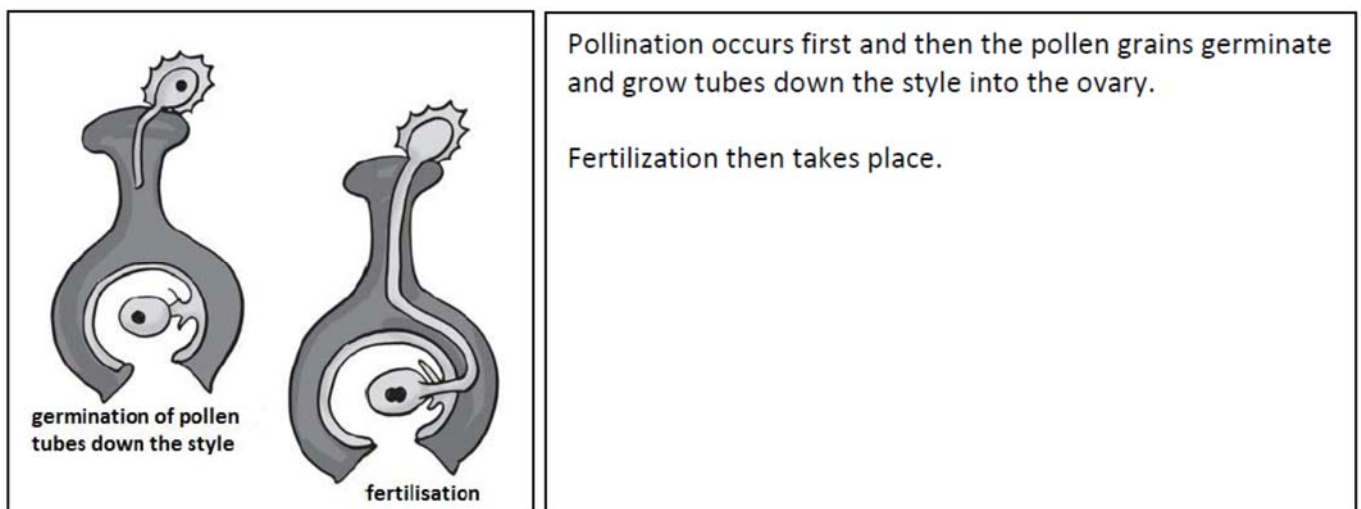 germination of pollen
tubes down the style
fertilisation
Pollination occurs first and then the pollen grains germinate
and grow tubes down the style into the ovary.
Fertilization then takes place.